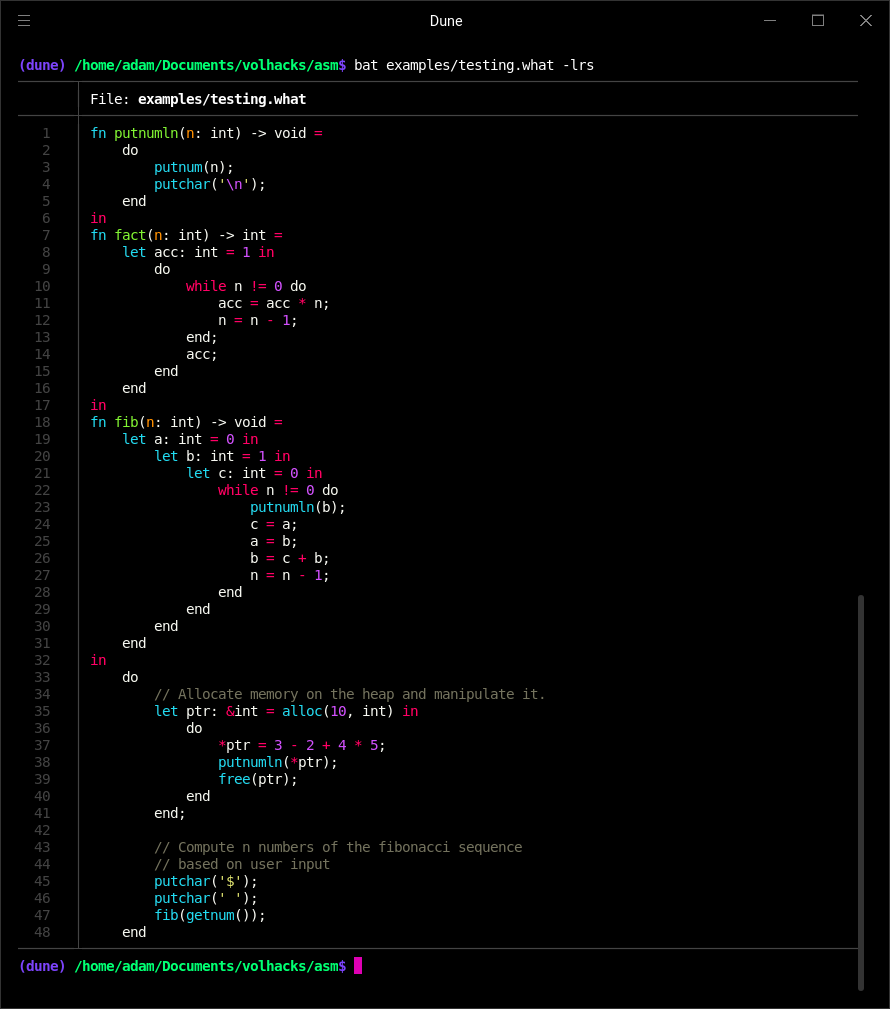 Dune
(dune) /home/adam/Documents/volhacks/asm$ bat examples/testing.what -lrs
File: examples/testing.what
1 fn putnumln(n: int) -> void =
2     do
3         putnum(n);
4         putchar('\n');
5     end
6 in
7 fn fact(n: int) -> int =
8     let acc: int = 1 in
9         do
10             while n != 0 do
11                 acc = acc * n;
12                 n = n - 1;
13             end;
14             acc;
15         end
16     end
17 in
18 fn fib(n: int) -> void =
19     let a: int = 0 in
20         let b: int = 1 in
21             let c: int = 0 in
22                 while n != 0 do
23                     putnumln(b);
24                     c = a;
25                     a = b;
26                     b = c + b;
27                     n = n - 1;
28                 end
29             end
30         end
31     end
32 in
33     do
34         // Allocate memory on the heap and manipulate it.
35         let ptr: &int = alloc(10, int) in
36             do
37                 *ptr = 3 - 2 + 4 * 5;
38                 putnumln(*ptr);
39                 free(ptr);
40             end
41         end;
42
43         // Compute n numbers of the fibonacci sequence
44         // based on user input
45         putchar('$');
46         putchar(' ');
47         fib(getnum());
48     end
(dune) /home/adam/Documents/volhacks/asm$